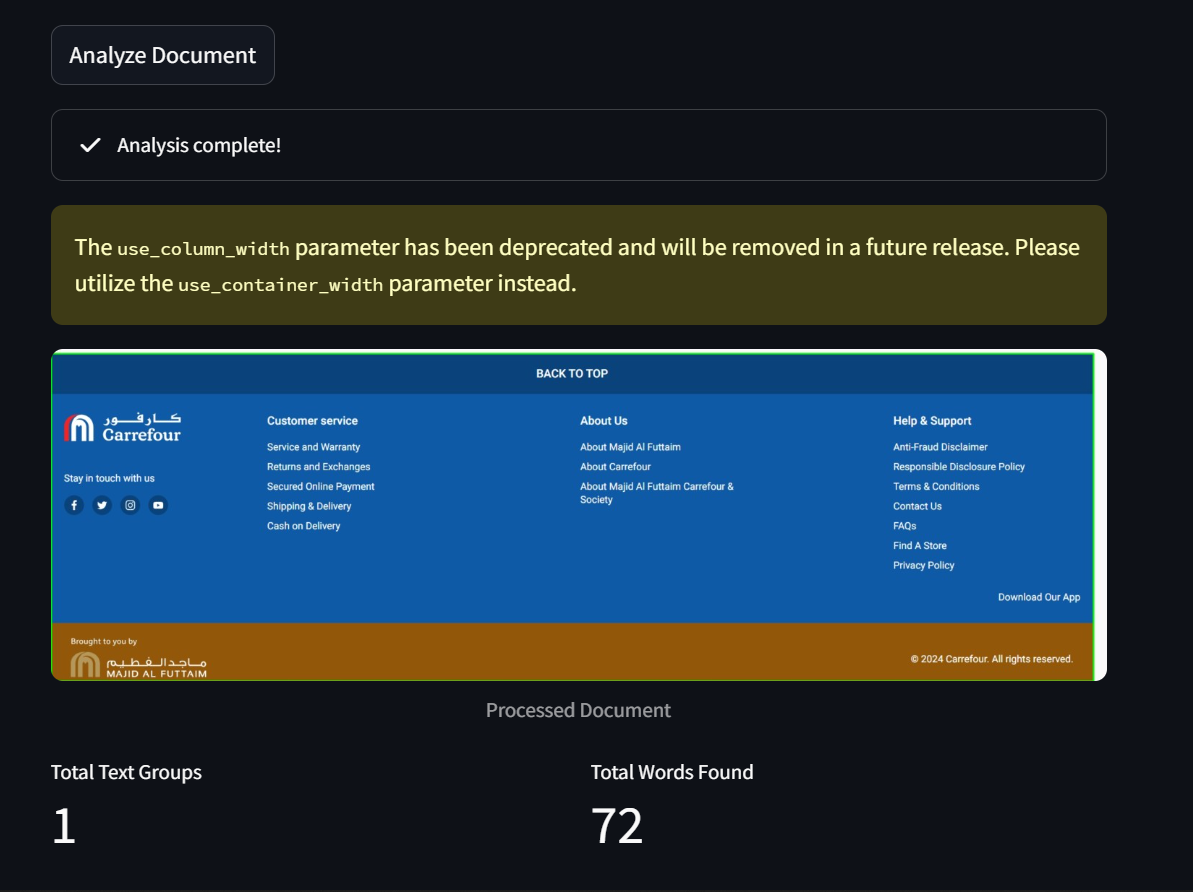 Analyze Document
Analysis complete!
The use_column_width parameter has been deprecated and will be removed in a future release. Please
utilize the use_container_width parameter instead.
BACK TO TOP
كارفور
Carrefour
Stay in touch with us
Customer service
Service and Warranty
Returns and Exchanges
Secured Online Payment
Shipping & Delivery
Cash on Delivery
About Us
About Majid Al Futtaim
About Carrefour
About Majid Al Futtaim Carrefour &
Society
Help & Support
Anti-Fraud Disclaimer
Responsible Disclosure Policy
Terms & Conditions
Contact Us
FAQs
Find A Store
Privacy Policy
Download Our App
Brought to you by
ماجد الفطيم
MAJID AL FUTTAIM
© 2024 Carrefour. All rights reserved.
Processed Document
Total Text Groups
1
Total Words Found
72